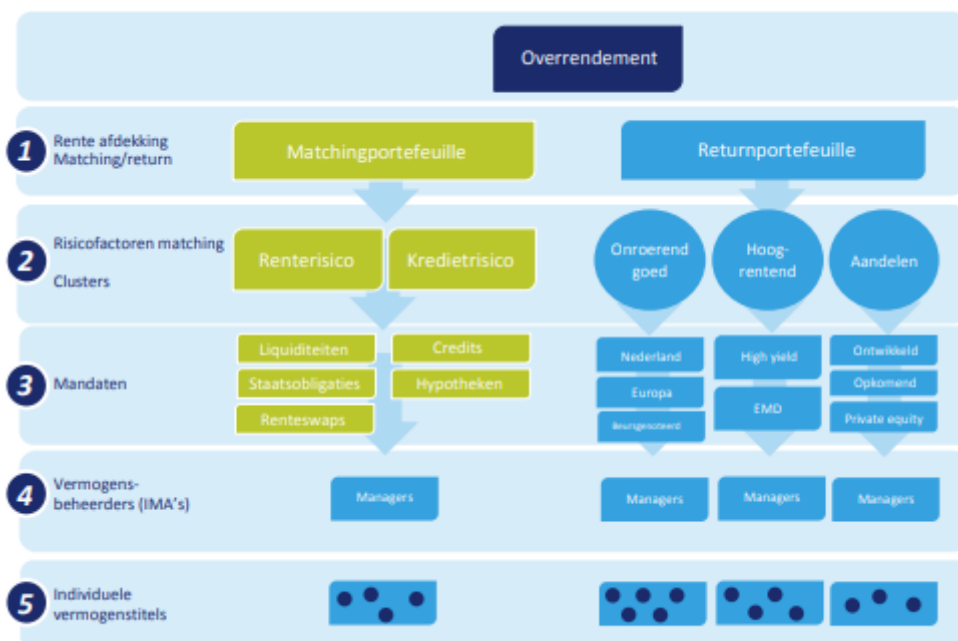 Overrendement
1
Rente afdekking
Matching/return
Matchingportefeuille
Returnportefeuille
2
Risicofactoren matching
Clusters
Renterisico
Kredietrisico
Onroerend
goed
Hoog-
rentend
Aandelen
3
Mandaten
Liquiditeiten
Credits
Staatsobligaties
Hypotheken
Renteswaps
Nederland
Europa
Beursgenoteerd
High yield
EMD
Ontwikkeld
Opkomend
Private equity
4
Vermogens-
beheerders (IMA's)
Managers
Managers
Managers
Managers
5
Individuele
vermogenstitels